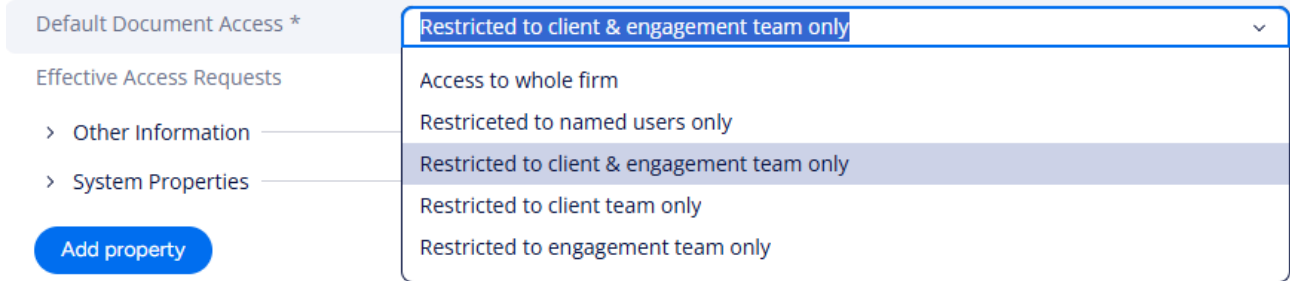 Default Document Access *
Restricted to client & engagement team only
Effective Access Requests
Other Information
System Properties
Add property
Access to whole firm
Restriceted to named users only
Restricted to client & engagement team only
Restricted to client team only
Restricted to engagement team only